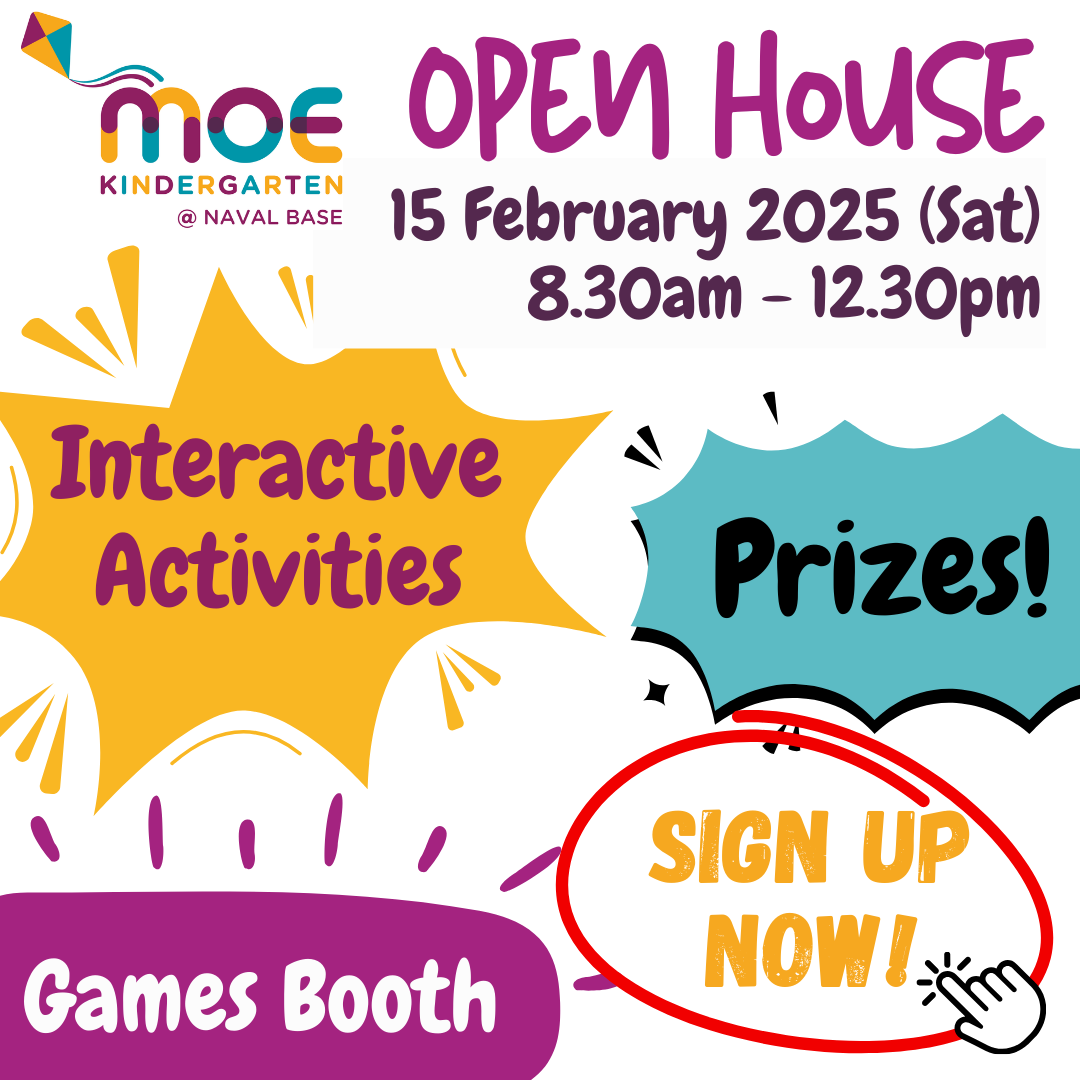 moe
KINDERGARTEN
@ NAVAL BASE
OPEN HoUSE
15 February 2025 (Sat)
8.30am - 12.30pm
Interactive
Activities
Prizes!
SIGN UP
NOW!
Games Booth